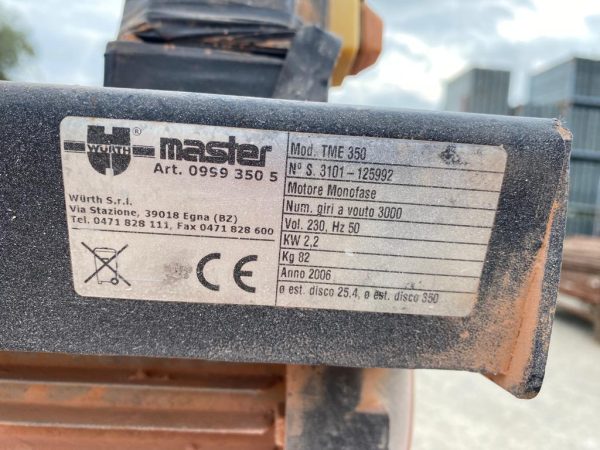 WÜRTH ® master
Art. 0959 350 5
Würth S.r.l.
Via Stazione, 39018 Egna (BZ)
Tel. 0471 828 111, Fax 0471 828 600
CE
Mod. TME 350
N° S. 3101-125992
Motore Monofase
Num. giri a vouto 3000
Vol. 230, Hz 50
KW 2,2
Kg 82
Anno 2006
ø est. disco 25.4, ø est. disco 350